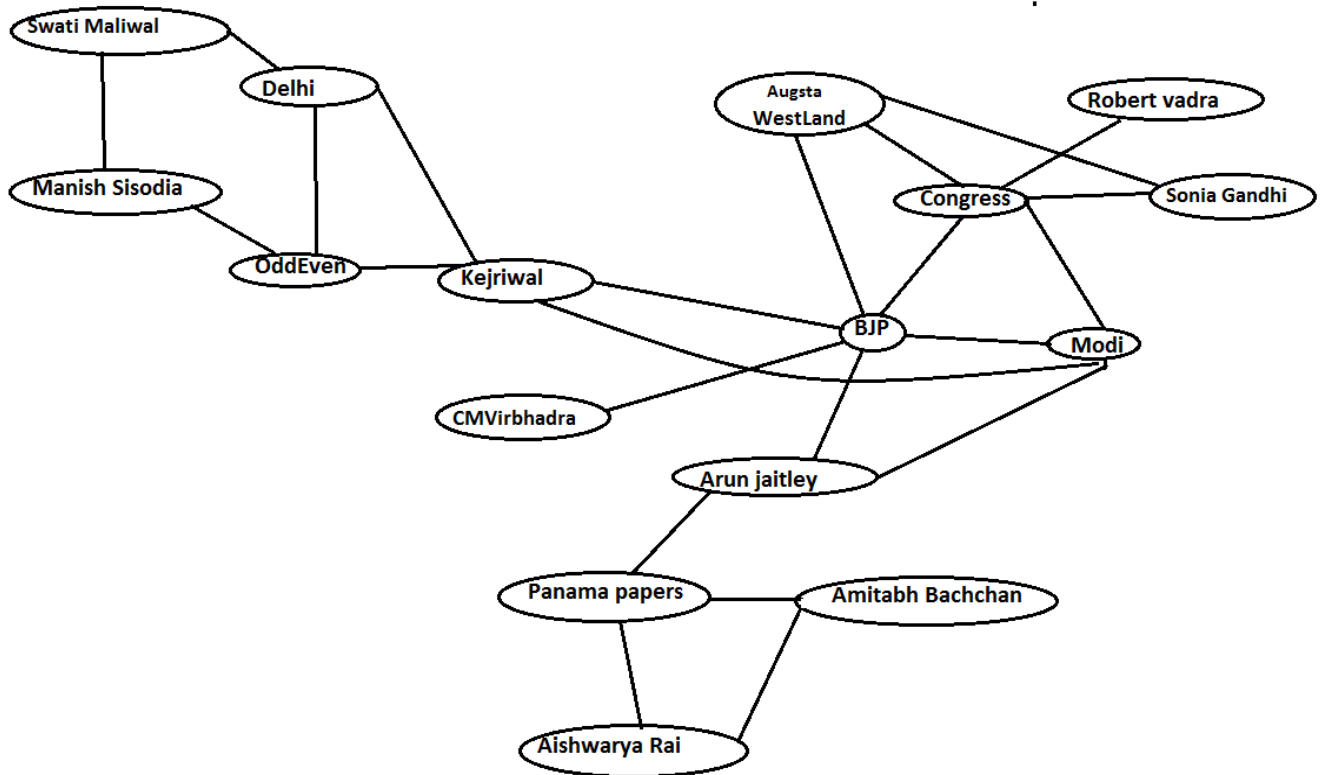 Swati Maliwal
Delhi
Augsta
WestLand
Robert vadra
Manish Sisodia
Congress
Sonia Gandhi
OddEven
Kejriwal
BJP
Modi
CMVirbhadra
Arun jaitley
Panama papers
Amitabh Bachchan
Aishwarya Rai